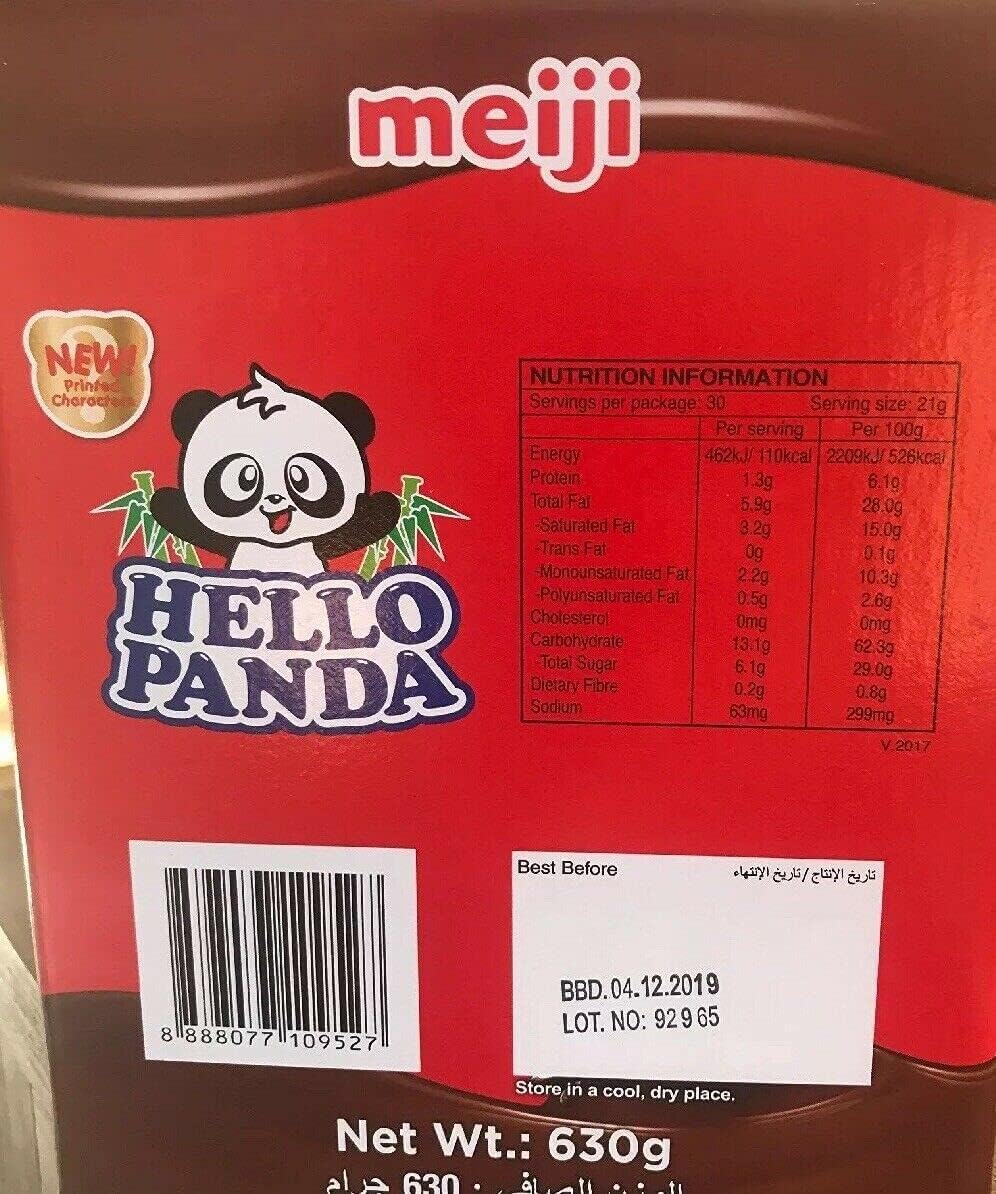 meiji
NEW!
Printed
Characters
HELLO
PANDA
NUTRITION INFORMATION
Servings per package: 30 Serving size: 21g
Per serving Per 100g
Energy 462kJ/ 110kcal 2209kJ/ 526kcal
Protein 1.3g 6.1g
Total Fat 5.9g 28.0g
-Saturated Fat 3.2g 15.0g
-Trans Fat 0g 0.1g
-Monounsaturated Fat 2.2g 10.3g
-Polyunsaturated Fat 0.5g 2.6g
Cholesterol 0mg 0mg
Carbohydrate 13.1g 62.3g
-Total Sugar 6.1g 29.0g
Dietary Fibre 0.2g 0.8g
Sodium 63mg 299mg
V.2017
8 888077 109527
Best Before تاريخ الإنتاج / تاريخ الإنتهاء
BBD. 04.12.2019
LOT. NO: 92965
Store in a cool, dry place.
Net Wt.: 630g
الوزن الصافي : 630 جرام